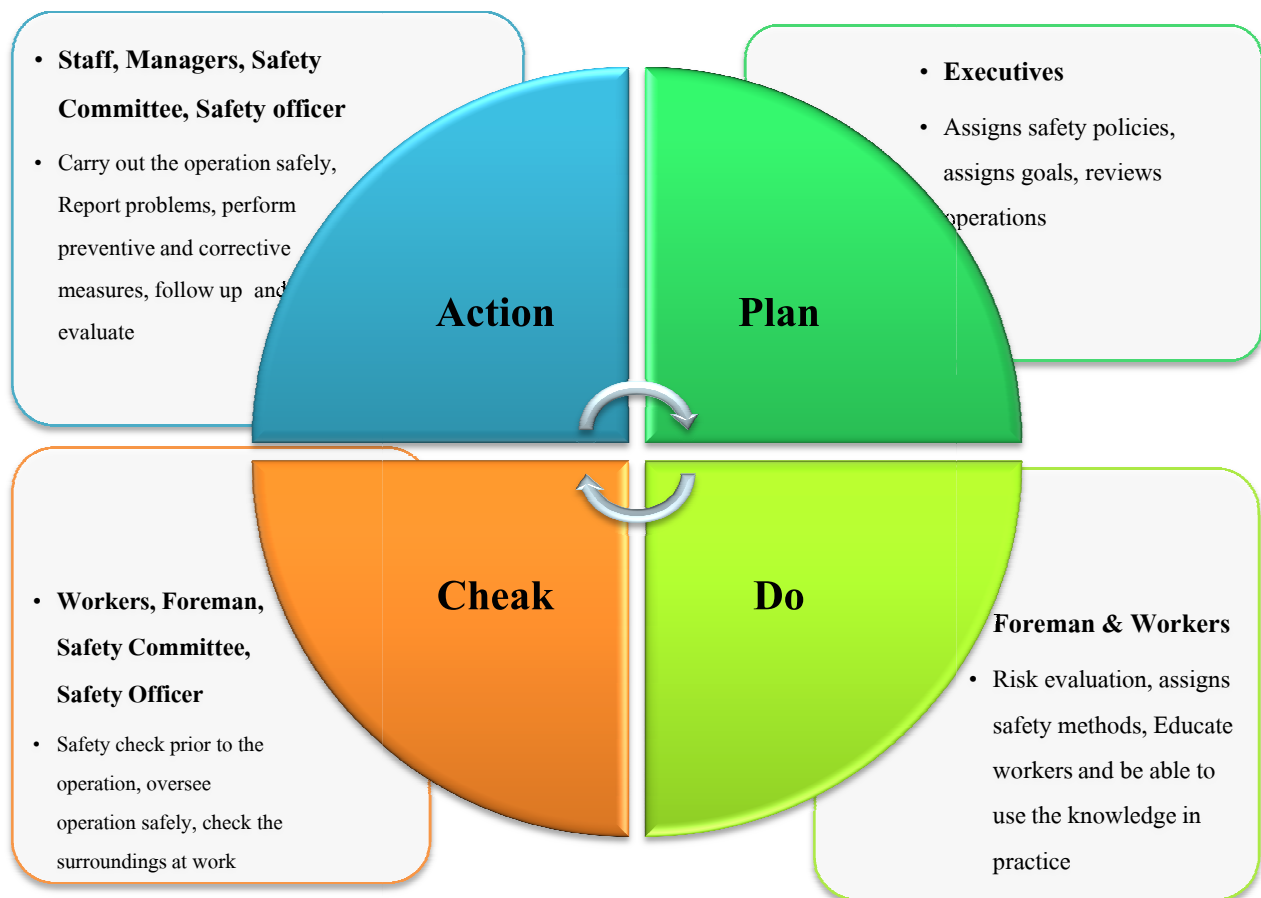 • Staff, Managers, Safety
Committee, Safety officer
• Carry out the operation safely,
Report problems, perform
preventive and corrective
measures, follow up and
evaluate
• Executives
• Assigns safety policies,
assigns goals, reviews
operations
Action
Plan
Cheak
Do
• Workers, Foreman,
Safety Committee,
Safety Officer
• Safety check prior to the
operation, oversee
operation safely, check the
surroundings at work
Foreman & Workers
• Risk evaluation, assigns
safety methods, Educate
workers and be able to
use the knowledge in
practice